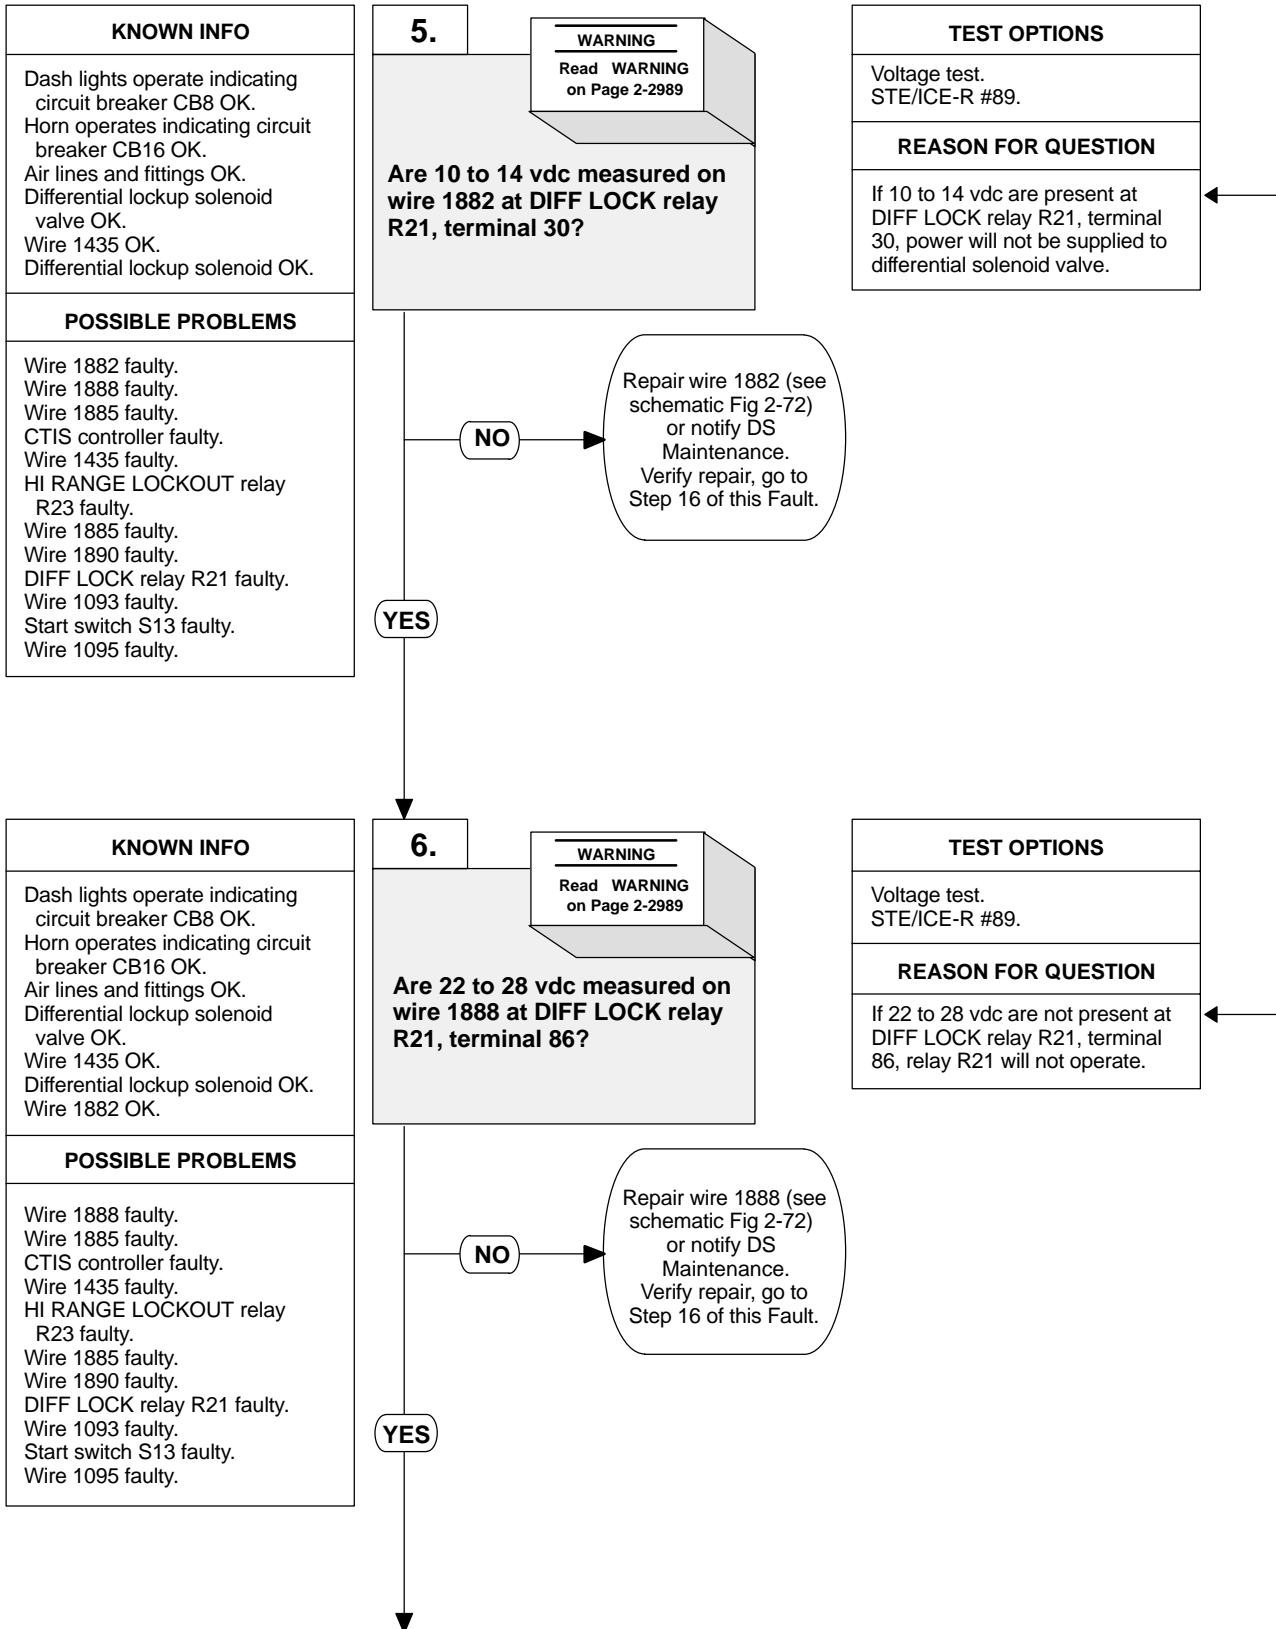 KNOWN INFO
Dash lights operate indicating
circuit breaker CB8 OK.
Horn operates indicating circuit
breaker CB16 OK.
Air lines and fittings OK.
Differential lockup solenoid
valve OK.
Wire 1435 OK.
Differential lockup solenoid OK.
POSSIBLE PROBLEMS
Wire 1882 faulty.
Wire 1888 faulty.
Wire 1885 faulty.
CTIS controller faulty.
Wire 1435 faulty.
HI RANGE LOCKOUT relay
R23 faulty.
Wire 1885 faulty.
Wire 1890 faulty.
DIFF LOCK relay R21 faulty.
Wire 1093 faulty.
Start switch S13 faulty.
Wire 1095 faulty.
5.
WARNING
Read WARNING
on Page 2-2989
Are 10 to 14 vdc measured on
wire 1882 at DIFF LOCK relay
R21, terminal 30?
NO
Repair wire 1882 (see
schematic Fig 2-72)
or notify DS
Maintenance.
Verify repair, go to
Step 16 of this Fault.
YES
TEST OPTIONS
Voltage test.
STE/ICE-R #89.
REASON FOR QUESTION
If 10 to 14 vdc are present at
DIFF LOCK relay R21, terminal
30, power will not be supplied to
differential solenoid valve.
KNOWN INFO
Dash lights operate indicating
circuit breaker CB8 OK.
Horn operates indicating circuit
breaker CB16 OK.
Air lines and fittings OK.
Differential lockup solenoid
valve OK.
Wire 1435 OK.
Differential lockup solenoid OK.
Wire 1882 OK.
POSSIBLE PROBLEMS
Wire 1888 faulty.
Wire 1885 faulty.
CTIS controller faulty.
Wire 1435 faulty.
HI RANGE LOCKOUT relay
R23 faulty.
Wire 1885 faulty.
Wire 1890 faulty.
DIFF LOCK relay R21 faulty.
Wire 1093 faulty.
Start switch S13 faulty.
Wire 1095 faulty.
6.
WARNING
Read WARNING
on Page 2-2989
Are 22 to 28 vdc measured on
wire 1888 at DIFF LOCK relay
R21, terminal 86?
NO
Repair wire 1888 (see
schematic Fig 2-72)
or notify DS
Maintenance.
Verify repair, go to
Step 16 of this Fault.
YES
TEST OPTIONS
Voltage test.
STE/ICE-R #89.
REASON FOR QUESTION
If 22 to 28 vdc are not present at
DIFF LOCK relay R21, terminal
86, relay R21 will not operate.